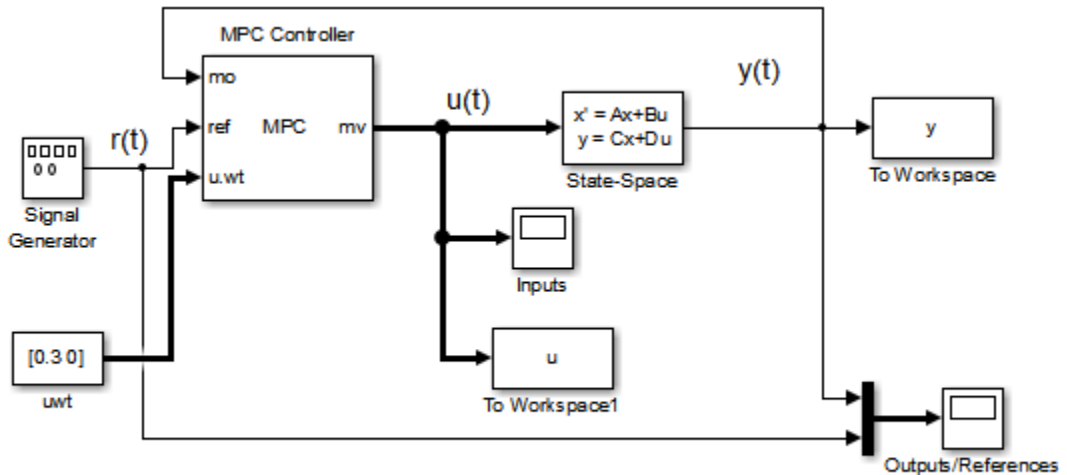 MPC Controller
mo
ref
MPC
mv
u.wt
r(t)
u(t)
y(t)
x' = Ax+Bu
y = Cx+Du
State-Space
y
To Workspace
Signal
Generator
Inputs
[0.3 0]
uwt
u
To Workspace1
Outputs/References